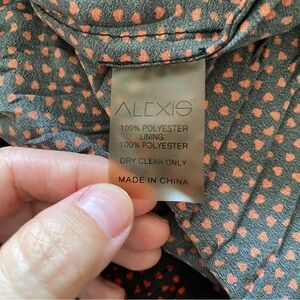 ALEXIS
100% POLYESTER
LINING:
100% POLYESTER
DRY CLEAN ONLY
MADE IN CHINA